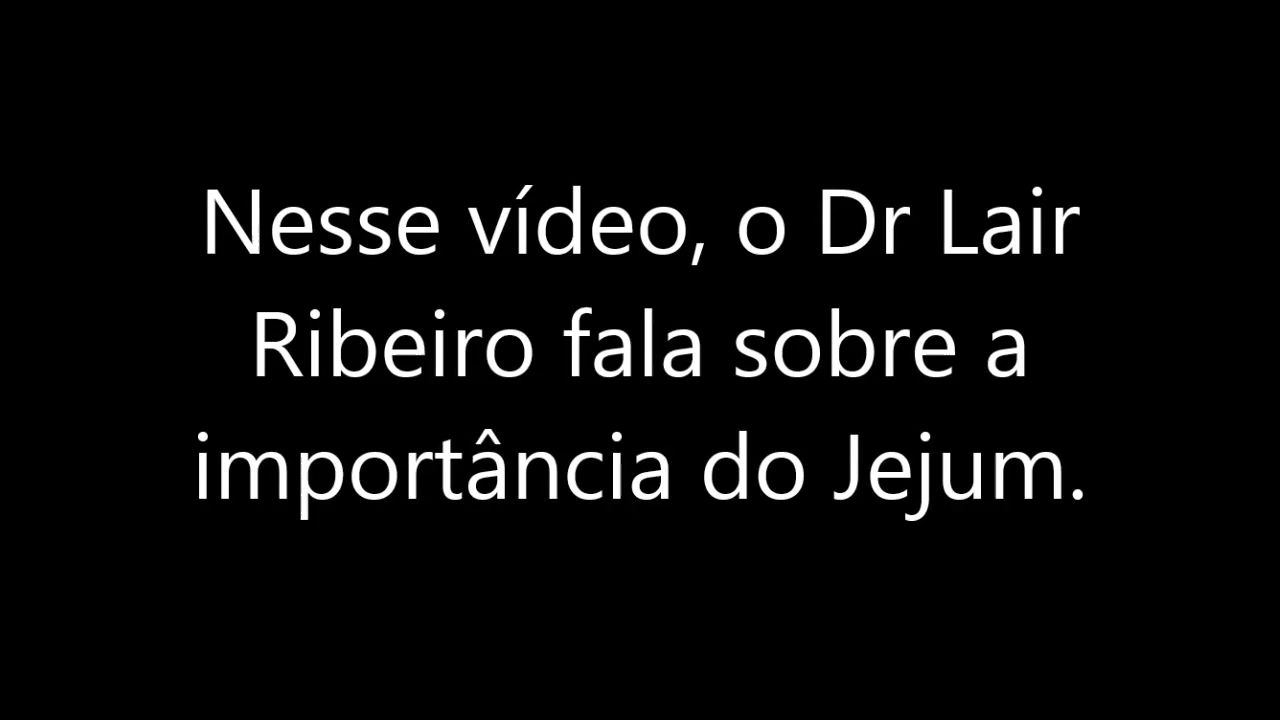 Nesse vídeo, o Dr Lair
Ribeiro fala sobre a
importância do Jejum.